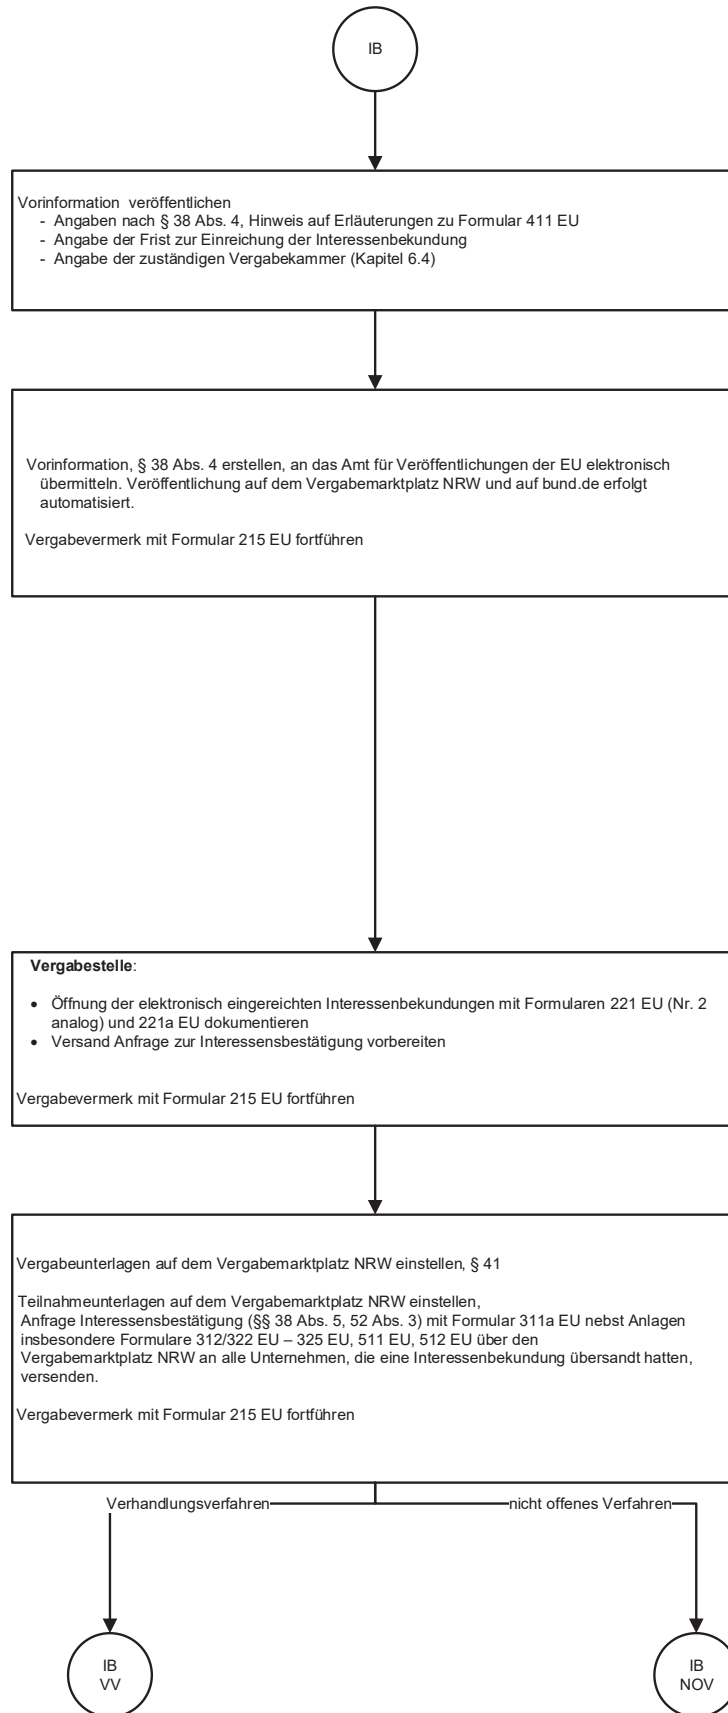 IB
Vorinformation veröffentlichen
- Angaben nach § 38 Abs. 4, Hinweis auf Erläuterungen zu Formular 411 EU
- Angabe der Frist zur Einreichung der Interessenbekundung
- Angabe der zuständigen Vergabekammer (Kapitel 6.4)
Vorinformation, § 38 Abs. 4 erstellen, an das Amt für Veröffentlichungen der EU elektronisch
übermitteln. Veröffentlichung auf dem Vergabemarktplatz NRW und auf bund.de erfolgt
automatisiert.
Vergabevermerk mit Formular 215 EU fortführen
Vergabestelle:
• Öffnung der elektronisch eingereichten Interessenbekundungen mit Formularen 221 EU (Nr. 2
analog) und 221a EU dokumentieren
• Versand Anfrage zur Interessensbestätigung vorbereiten
Vergabevermerk mit Formular 215 EU fortführen
Vergabeunterlagen auf dem Vergabemarktplatz NRW einstellen, § 41
Teilnahmeunterlagen auf dem Vergabemarktplatz NRW einstellen,
Anfrage Interessensbestätigung (§§ 38 Abs. 5, 52 Abs. 3) mit Formular 311a EU nebst Anlagen
insbesondere Formulare 312/322 EU – 325 EU, 511 EU, 512 EU über den
Vergabemarktplatz NRW an alle Unternehmen, die eine Interessenbekundung übersandt hatten,
versenden.
Vergabevermerk mit Formular 215 EU fortführen
Verhandlungsverfahren
nicht offenes Verfahren
IB
VV
IB
NOV